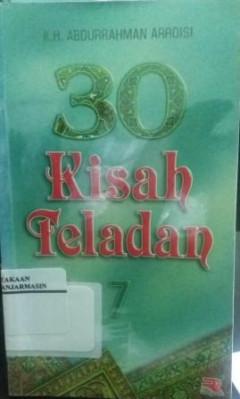 K.H. ABDURRAHMAN ARROISI
30
Kisah
Teladan
7
TAKAAN
ANJARMASIN